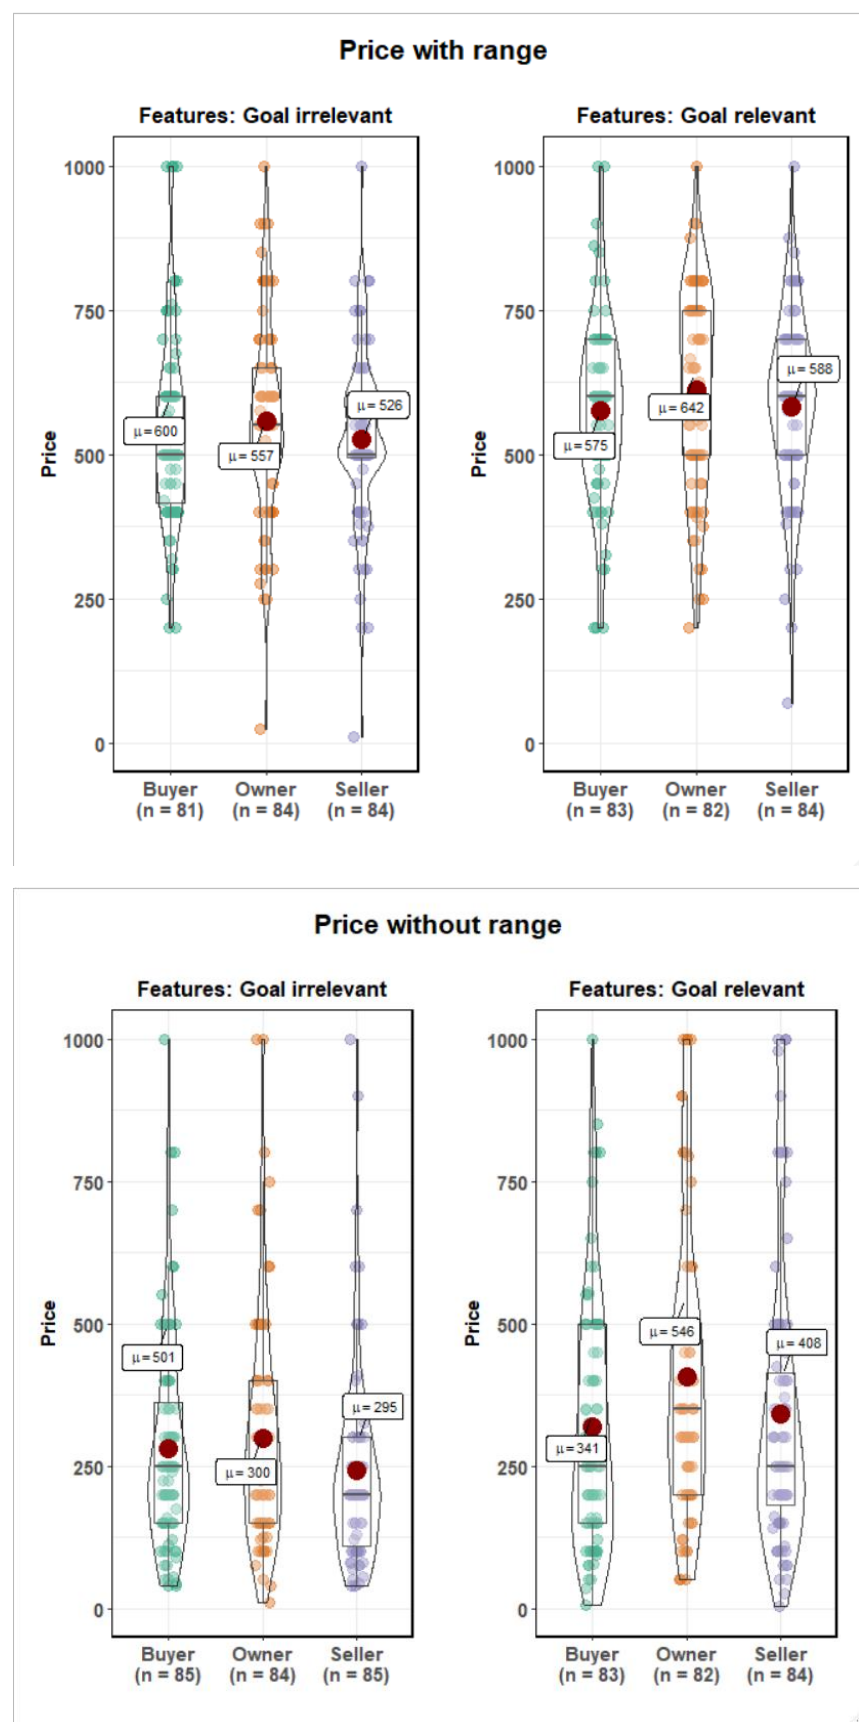 Price with range
Features: Goal irrelevant
Features: Goal relevant
1000
750
500
250
0
Price
μ = 600
μ = 557
μ = 526
Buyer
(n = 81)
Owner
(n = 84)
Seller
(n = 84)
1000
750
500
250
0
Price
μ = 575
μ = 642
μ = 588
Buyer
(n = 83)
Owner
(n = 82)
Seller
(n = 84)
Price without range
Features: Goal irrelevant
Features: Goal relevant
1000
750
500
250
0
Price
μ = 501
μ = 300
μ = 295
Buyer
(n = 85)
Owner
(n = 84)
Seller
(n = 85)
1000
750
500
250
0
Price
μ = 341
μ = 546
μ = 408
Buyer
(n = 83)
Owner
(n = 82)
Seller
(n = 84)